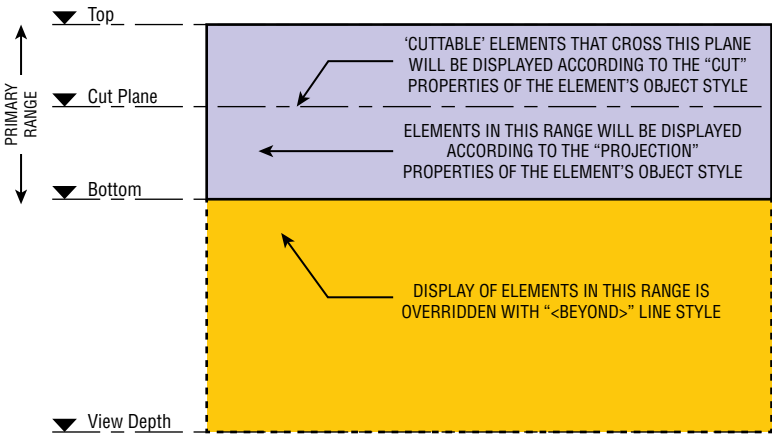 Top
‘CUTTABLE’ ELEMENTS THAT CROSS THIS PLANE
WILL BE DISPLAYED ACCORDING TO THE “CUT”
PROPERTIES OF THE ELEMENT’S OBJECT STYLE
PRIMARY
RANGE
Cut Plane
ELEMENTS IN THIS RANGE WILL BE DISPLAYED
ACCORDING TO THE “PROJECTION”
PROPERTIES OF THE ELEMENT’S OBJECT STYLE
Bottom
DISPLAY OF ELEMENTS IN THIS RANGE IS
OVERRIDDEN WITH “<BEYOND>” LINE STYLE
View Depth